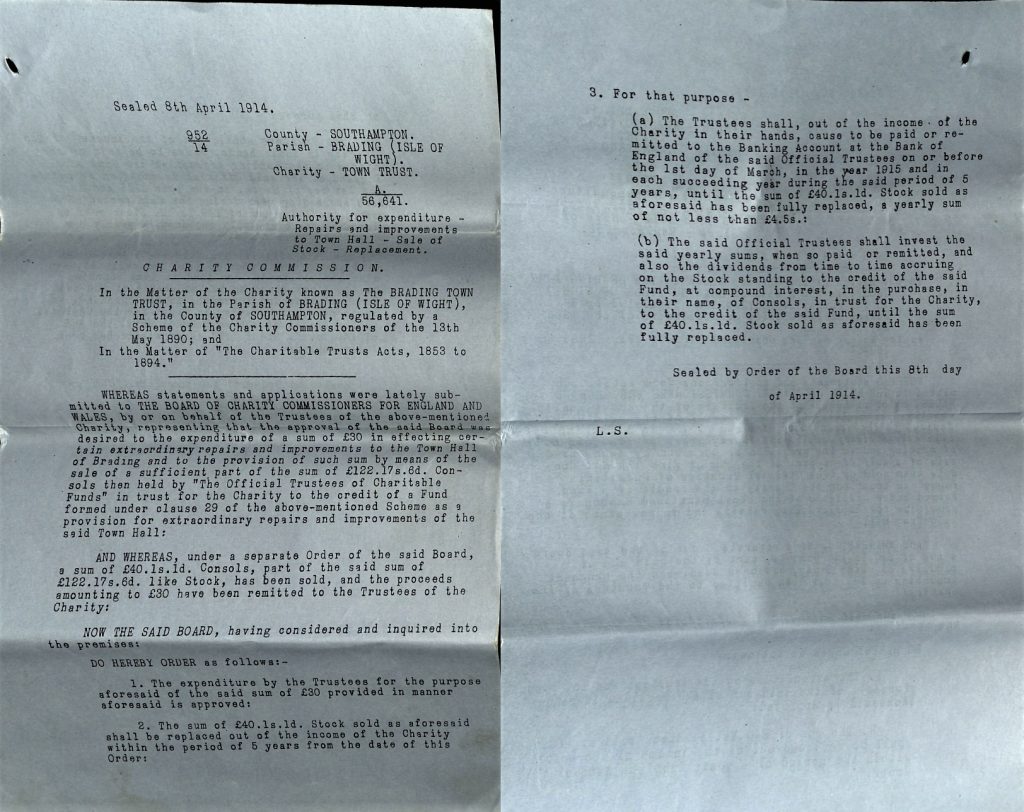 Sealed 8th April 1914.
952
14
County - SOUTHAMPTON.
Parish - BRADING (ISLE OF
WIGHT).
Charity - TOWN TRUST.
A.
56,641.
Authority for expenditure -
Repairs and improvements
to Town Hall - Sale of
Stock - Replacement.
CHARITY COMMISSION.
In the Matter of the Charity known as The BRADING TOWN
TRUST, in the Parish of BRADING (ISLE OF WIGHT),
in the County of SOUTHAMPTON, regulated by a
Scheme of the Charity Commissioners of the 13th
May 1890; and
In the Matter of "The Charitable Trusts Acts, 1853 to
1894."
WHEREAS statements and applications were lately sub-
mitted to THE BOARD OF CHARITY COMMISSIONERS FOR ENGLAND AND
WALES, by or on behalf of the Trustees of the above-mentioned
Charity, representing that the approval of the said Board was
desired to the expenditure of a sum of £30 in effecting cer-
tain extraordinary repairs and improvements to the Town Hall
of Brading and to the provision of such sum by means of the
sale of a sufficient part of the sum of £122.17s.6d. Con-
sols then held by "The Official Trustees of Charitable
Funds" in trust for the Charity to the credit of a Fund
formed under clause 29 of the above-mentioned Scheme as a
provision for extraordinary repairs and improvements of the
said Town Hall:
AND WHEREAS, under a separate Order of the said Board,
a sum of £40.1s.1d. Consols, part of the said sum of
£122.17s.6d. like Stock, has been sold, and the proceeds
amounting to £30 have been remitted to the Trustees of the
Charity:
NOW THE SAID BOARD, having considered and inquired into
the premises:
DO HEREBY ORDER as follows:-
1. The expenditure by the Trustees for the purpose
aforesaid of the said sum of £30 provided in manner
aforesaid is approved:
2. The sum of £40.1s.1d. Stock sold as aforesaid
shall be replaced out of the income of the Charity
within the period of 5 years from the date of this
Order:
3. For that purpose -
(a) The Trustees shall, out of the income of the
Charity in their hands, cause to be paid or re-
mitted to the Banking Account at the Bank of
England of the said Official Trustees on or before
the 1st day of March, in the year 1915 and in
each succeeding year during the said period of 5
years, until the sum of £40.1s.1d. Stock sold as
aforesaid has been fully replaced, a yearly sum
of not less than £4.5s.:
(b) The said Official Trustees shall invest the
said yearly sums, when so paid or remitted, and
also the dividends from time to time accruing
on the Stock standing to the credit of the said
Fund, at compound interest, in the purchase, in
their name, of Consols, in trust for the Charity,
to the credit of the said Fund, until the sum
of £40.1s.1d. Stock sold as aforesaid has been
fully replaced.
Sealed by Order of the Board this 8th day
of April 1914.
L.S.